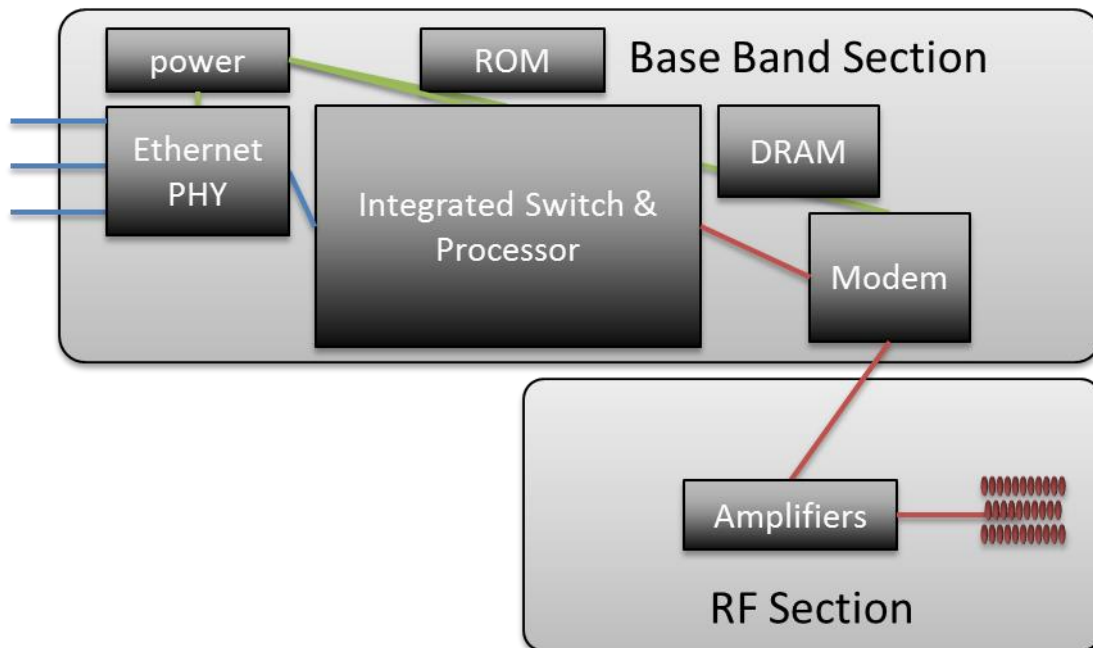 power
ROM
Base Band Section
Ethernet
PHY
DRAM
Integrated Switch &
Processor
Modem
Amplifiers
RF Section